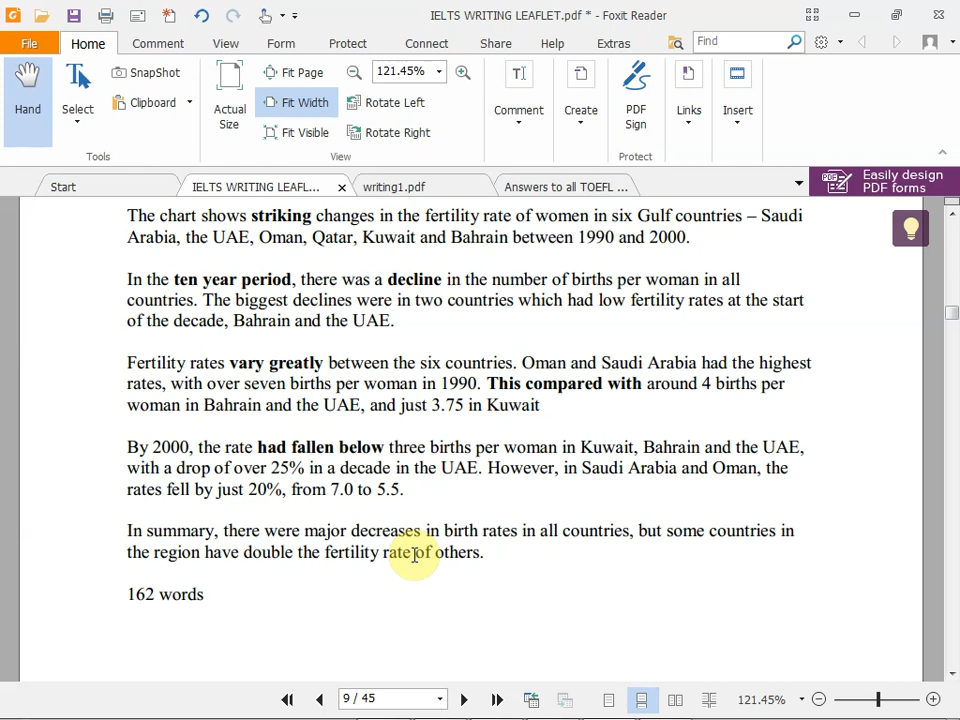 IELTS WRITING LEAFLET.pdf * - Foxit Reader
File Home Comment View Form Protect Connect Share Help Extras Find
Hand
Select
SnapShot
Clipboard
Tools
Actual Size
Fit Page
Fit Width
Fit Visible
121.45%
Rotate Left
Rotate Right
View
Comment
Create
PDF Sign
Protect
Links
Insert
Start
IELTS WRITING LEAFL...
writing1.pdf
Answers to all TOEFL ...
Easily design
PDF forms
The chart shows striking changes in the fertility rate of women in six Gulf countries – Saudi
Arabia, the UAE, Oman, Qatar, Kuwait and Bahrain between 1990 and 2000.
In the ten year period, there was a decline in the number of births per woman in all
countries. The biggest declines were in two countries which had low fertility rates at the start
of the decade, Bahrain and the UAE.
Fertility rates vary greatly between the six countries. Oman and Saudi Arabia had the highest
rates, with over seven births per woman in 1990. This compared with around 4 births per
woman in Bahrain and the UAE, and just 3.75 in Kuwait
By 2000, the rate had fallen below three births per woman in Kuwait, Bahrain and the UAE,
with a drop of over 25% in a decade in the UAE. However, in Saudi Arabia and Oman, the
rates fell by just 20%, from 7.0 to 5.5.
In summary, there were major decreases in birth rates in all countries, but some countries in
the region have double the fertility rate of others.
162 words
9 / 45
121.45%